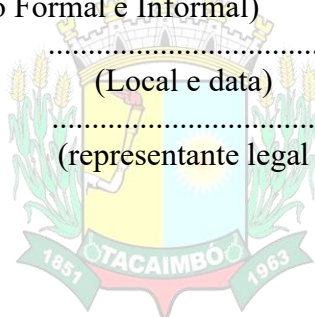 o Formal e Informal)
..................................
(Local e data)
..................................
(representante legal
1851 TACAIMBÓ 1963